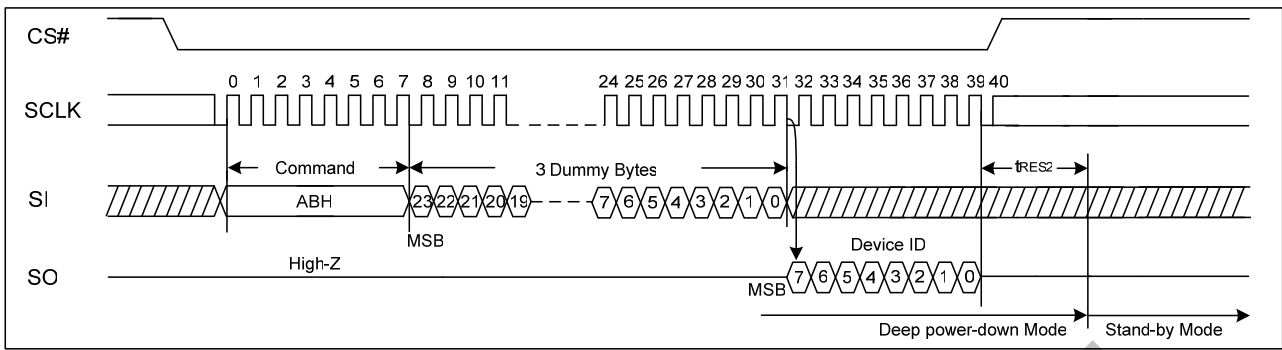 CS#
0 1 2 3 4 5 6 7 8 9 10 11 24 25 26 27 28 29 30 31 32 33 34 35 36 37 38 39 40
SCLK
Command 3 Dummy Bytes tRES2
SI ABH 23 22 21 20 19 7 6 5 4 3 2 1 0
MSB
High-Z Device ID
SO 7 6 5 4 3 2 1 0
MSB
Deep power-down Mode Stand-by Mode